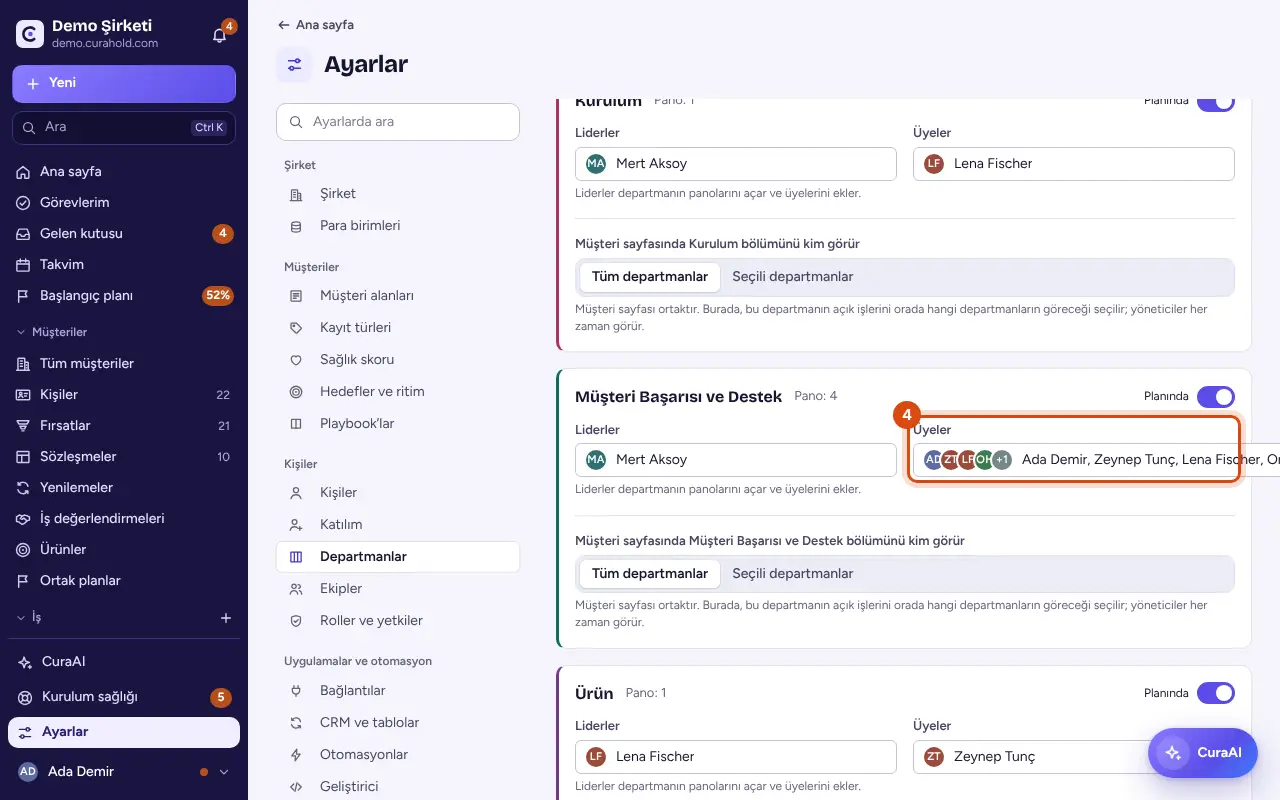 Demo Şirketi
demo.curahold.com
4
Yeni
Ara
Ctrl K
Ana sayfa
Görevlerim
Gelen kutusu
4
Takvim
Başlangıç planı
52%
Müşteriler
Tüm müşteriler
Kişiler
22
Fırsatlar
21
Sözleşmeler
10
Yenilemeler
İş değerlendirmeleri
Ürünler
Ortak planlar
İş
CuraAI
Kurulum sağlığı
5
Ayarlar
AD
Ada Demir
Ana sayfa
Ayarlar
Ayarlarda ara
Şirket
Şirket
Para birimleri
Müşteriler
Müşteri alanları
Kayıt türleri
Sağlık skoru
Hedefler ve ritim
Playbook'lar
Kişiler
Kişiler
Katılım
Departmanlar
Ekipler
Roller ve yetkiler
Uygulamalar ve otomasyon
Bağlantılar
CRM ve tablolar
Otomasyonlar
Geliştirici
Kurulum
Pano: 1
Planında
Liderler
Üyeler
MA
Mert Aksoy
LF
Lena Fischer
Liderler departmanın panolarını açar ve üyelerini ekler.
Müşteri sayfasında Kurulum bölümünü kim görür
Tüm departmanlar
Seçili departmanlar
Müşteri sayfası ortaktır. Burada, bu departmanın açık işlerini orada hangi departmanların göreceği seçilir; yöneticiler her
zaman görür.
Müşteri Başarısı ve Destek
Pano: 4
Planında
4
Liderler
Üyeler
MA
Mert Aksoy
AD
ZT
LF
+1
Ada Demir, Zeynep Tunç, Lena Fischer,
Liderler departmanın panolarını açar ve üyelerini ekler.
Müşteri sayfasında Müşteri Başarısı ve Destek bölümünü kim görür
Tüm departmanlar
Seçili departmanlar
Müşteri sayfası ortaktır. Burada, bu departmanın açık işlerini orada hangi departmanların göreceği seçilir; yöneticiler her
zaman görür.
Ürün
Pano: 1
Planında
Liderler
Üyeler
LF
Lena Fischer
ZT
Zeynep Tunç
Liderler departmanın panolarını açar ve üyelerini ekler.
CuraAI